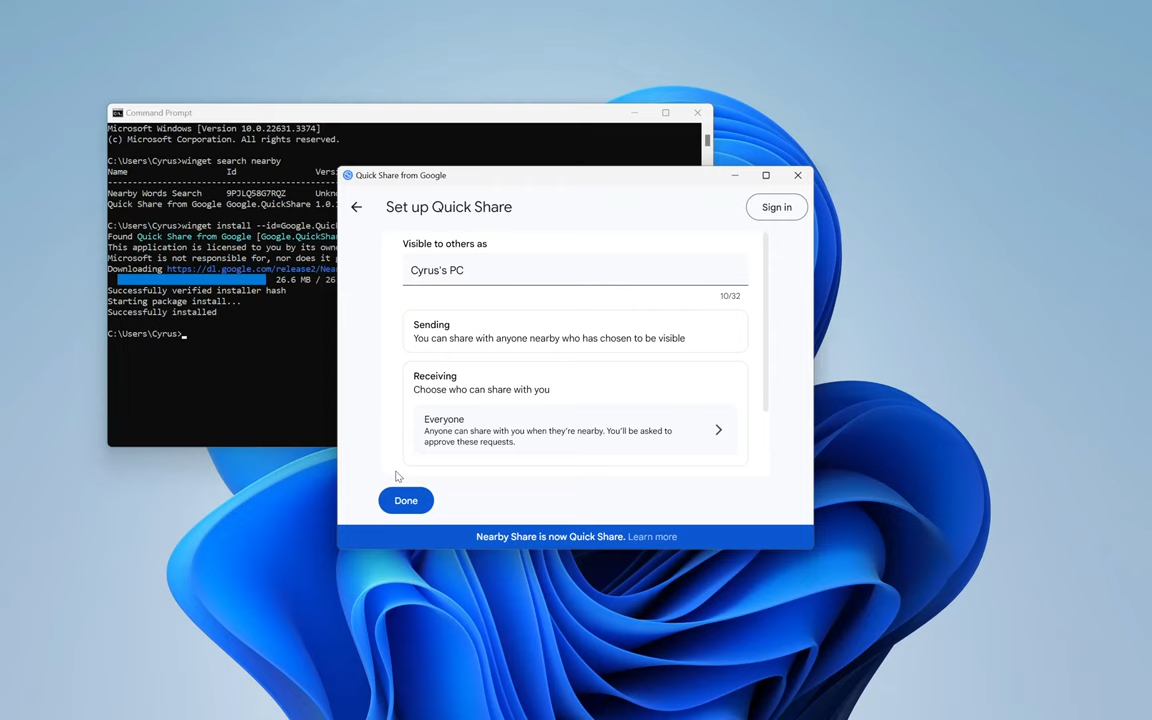 Command Prompt
Microsoft Windows [Version 10.0.22631.3374]
(c) Microsoft Corporation. All rights reserved.
C:\Users\Cyrus>winget search nearby
Name Id Vers
Nearby Words Search 9PJLQ58G7RQZ Unkno
Quick Share from Google Google.QuickShare 1.0.
C:\Users\Cyrus>winget install --id=Google.Quic
Found Quick Share from Google [Google.QuickSha
This application is licensed to you by its own
Microsoft is not responsible for, nor does it
Downloading https://dl.google.com/release2/Nea
26.6 MB / 26
Successfully verified installer hash
Starting package install...
Successfully installed
C:\Users\Cyrus>
Quick Share from Google
Set up Quick Share
Sign in
Visible to others as
Cyrus's PC
10/32
Sending
You can share with anyone nearby who has chosen to be visible
Receiving
Choose who can share with you
Everyone
Anyone can share with you when they're nearby. You'll be asked to
approve these requests.
Done
Nearby Share is now Quick Share. Learn more